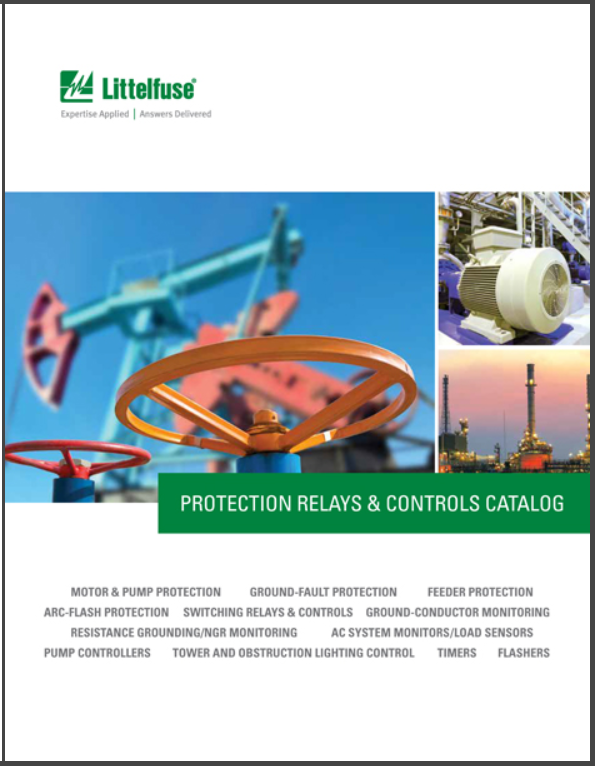 Littelfuse®
Expertise Applied | Answers Delivered
PROTECTION RELAYS & CONTROLS CATALOG
MOTOR & PUMP PROTECTION GROUND-FAULT PROTECTION FEEDER PROTECTION
ARC-FLASH PROTECTION SWITCHING RELAYS & CONTROLS GROUND-CONDUCTOR MONITORING
RESISTANCE GROUNDING/NGR MONITORING AC SYSTEM MONITORS/LOAD SENSORS
PUMP CONTROLLERS TOWER AND OBSTRUCTION LIGHTING CONTROL TIMERS FLASHERS